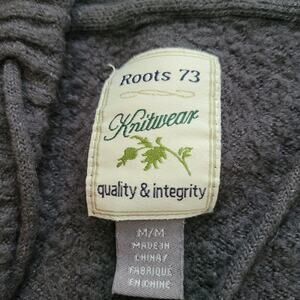 Roots 73
Knitwear
quality & integrity
M/M
MADE IN
CHINA/
FABRIQUÉ
EN CHINE